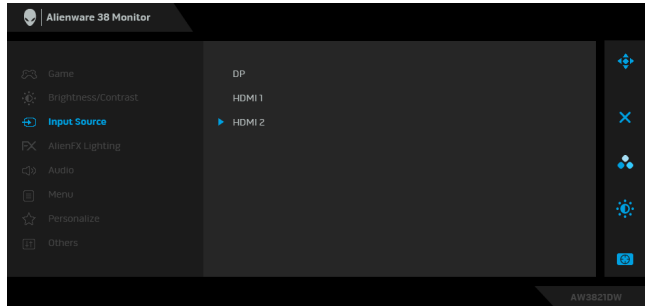 Alienware 38 Monitor
Game
Brightness/Contrast
Input Source
AlienFX Lighting
Audio
Menu
Personalize
Others
DP
HDMI 1
HDMI 2
AW3821DW